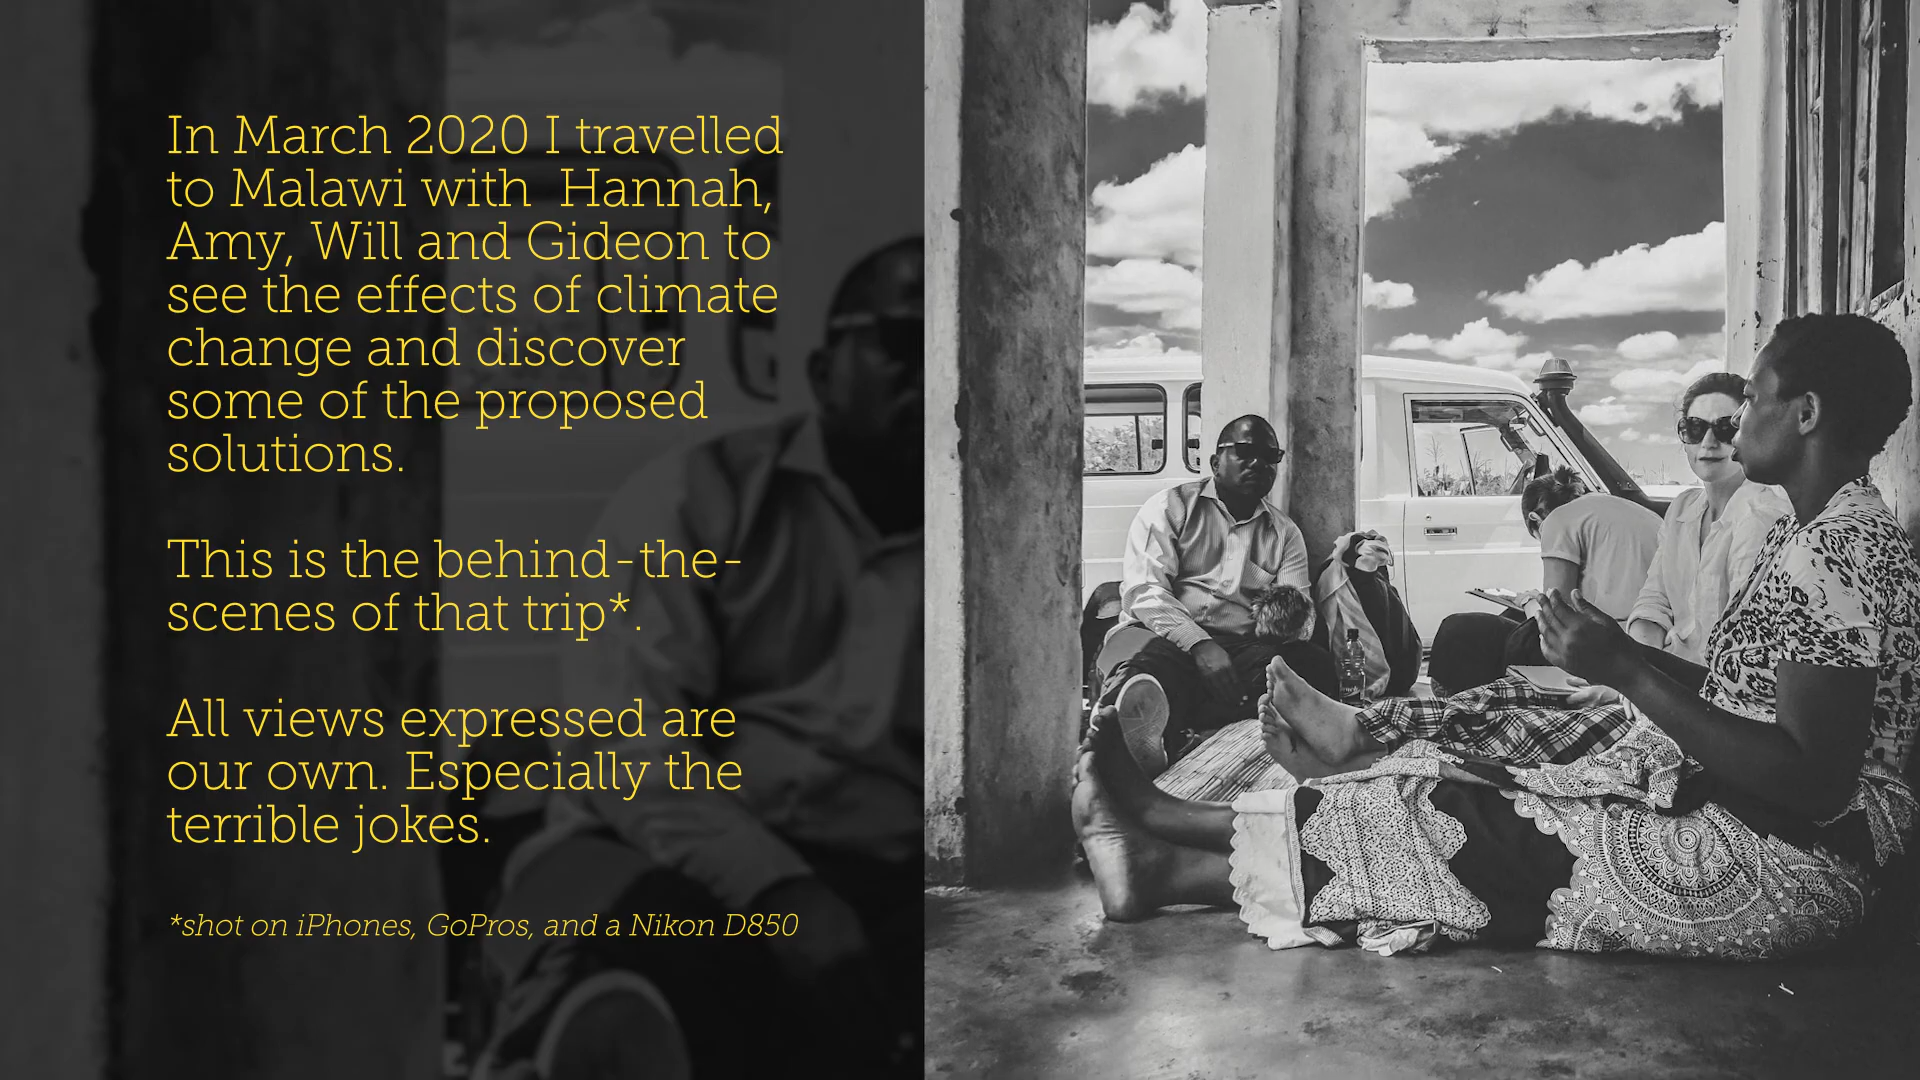 In March 2020 I travelled
to Malawi with  Hannah,
Amy, Will and Gideon to
see the effects of climate
change and discover
some of the proposed
solutions.
This is the behind-the-
scenes of that trip*.
All views expressed are
our own. Especially the
terrible jokes.
*shot on iPhones, GoPros, and a Nikon D850